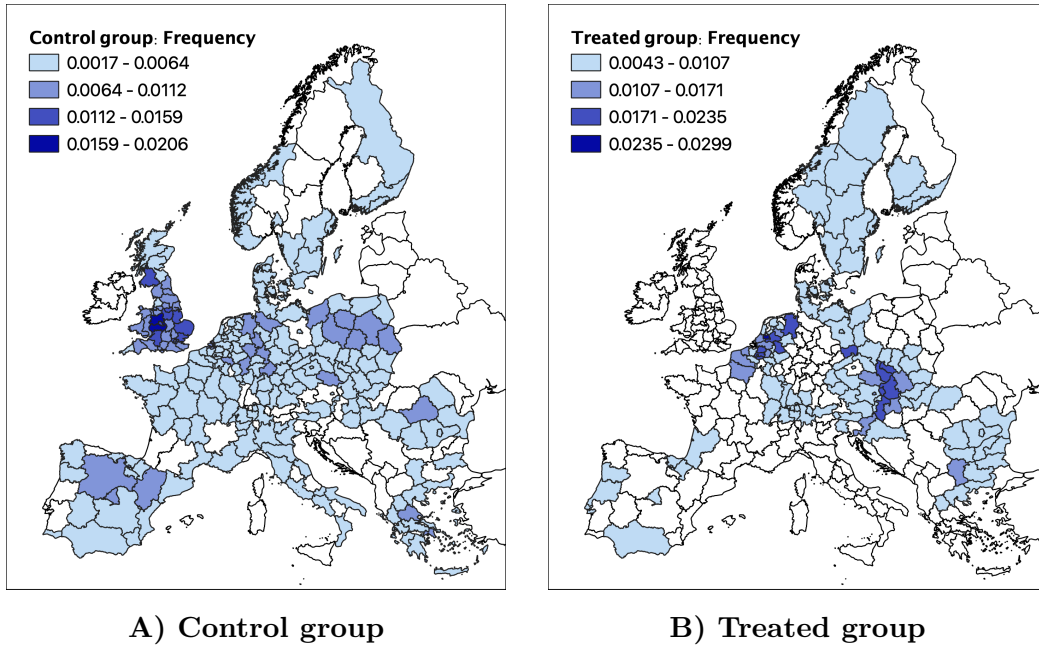 Control group: Frequency
0.0017 - 0.0064
0.0064 - 0.0112
0.0112 - 0.0159
0.0159 - 0.0206
Treated group: Frequency
0.0043 - 0.0107
0.0107 - 0.0171
0.0171 - 0.0235
0.0235 - 0.0299
A) Control group
B) Treated group